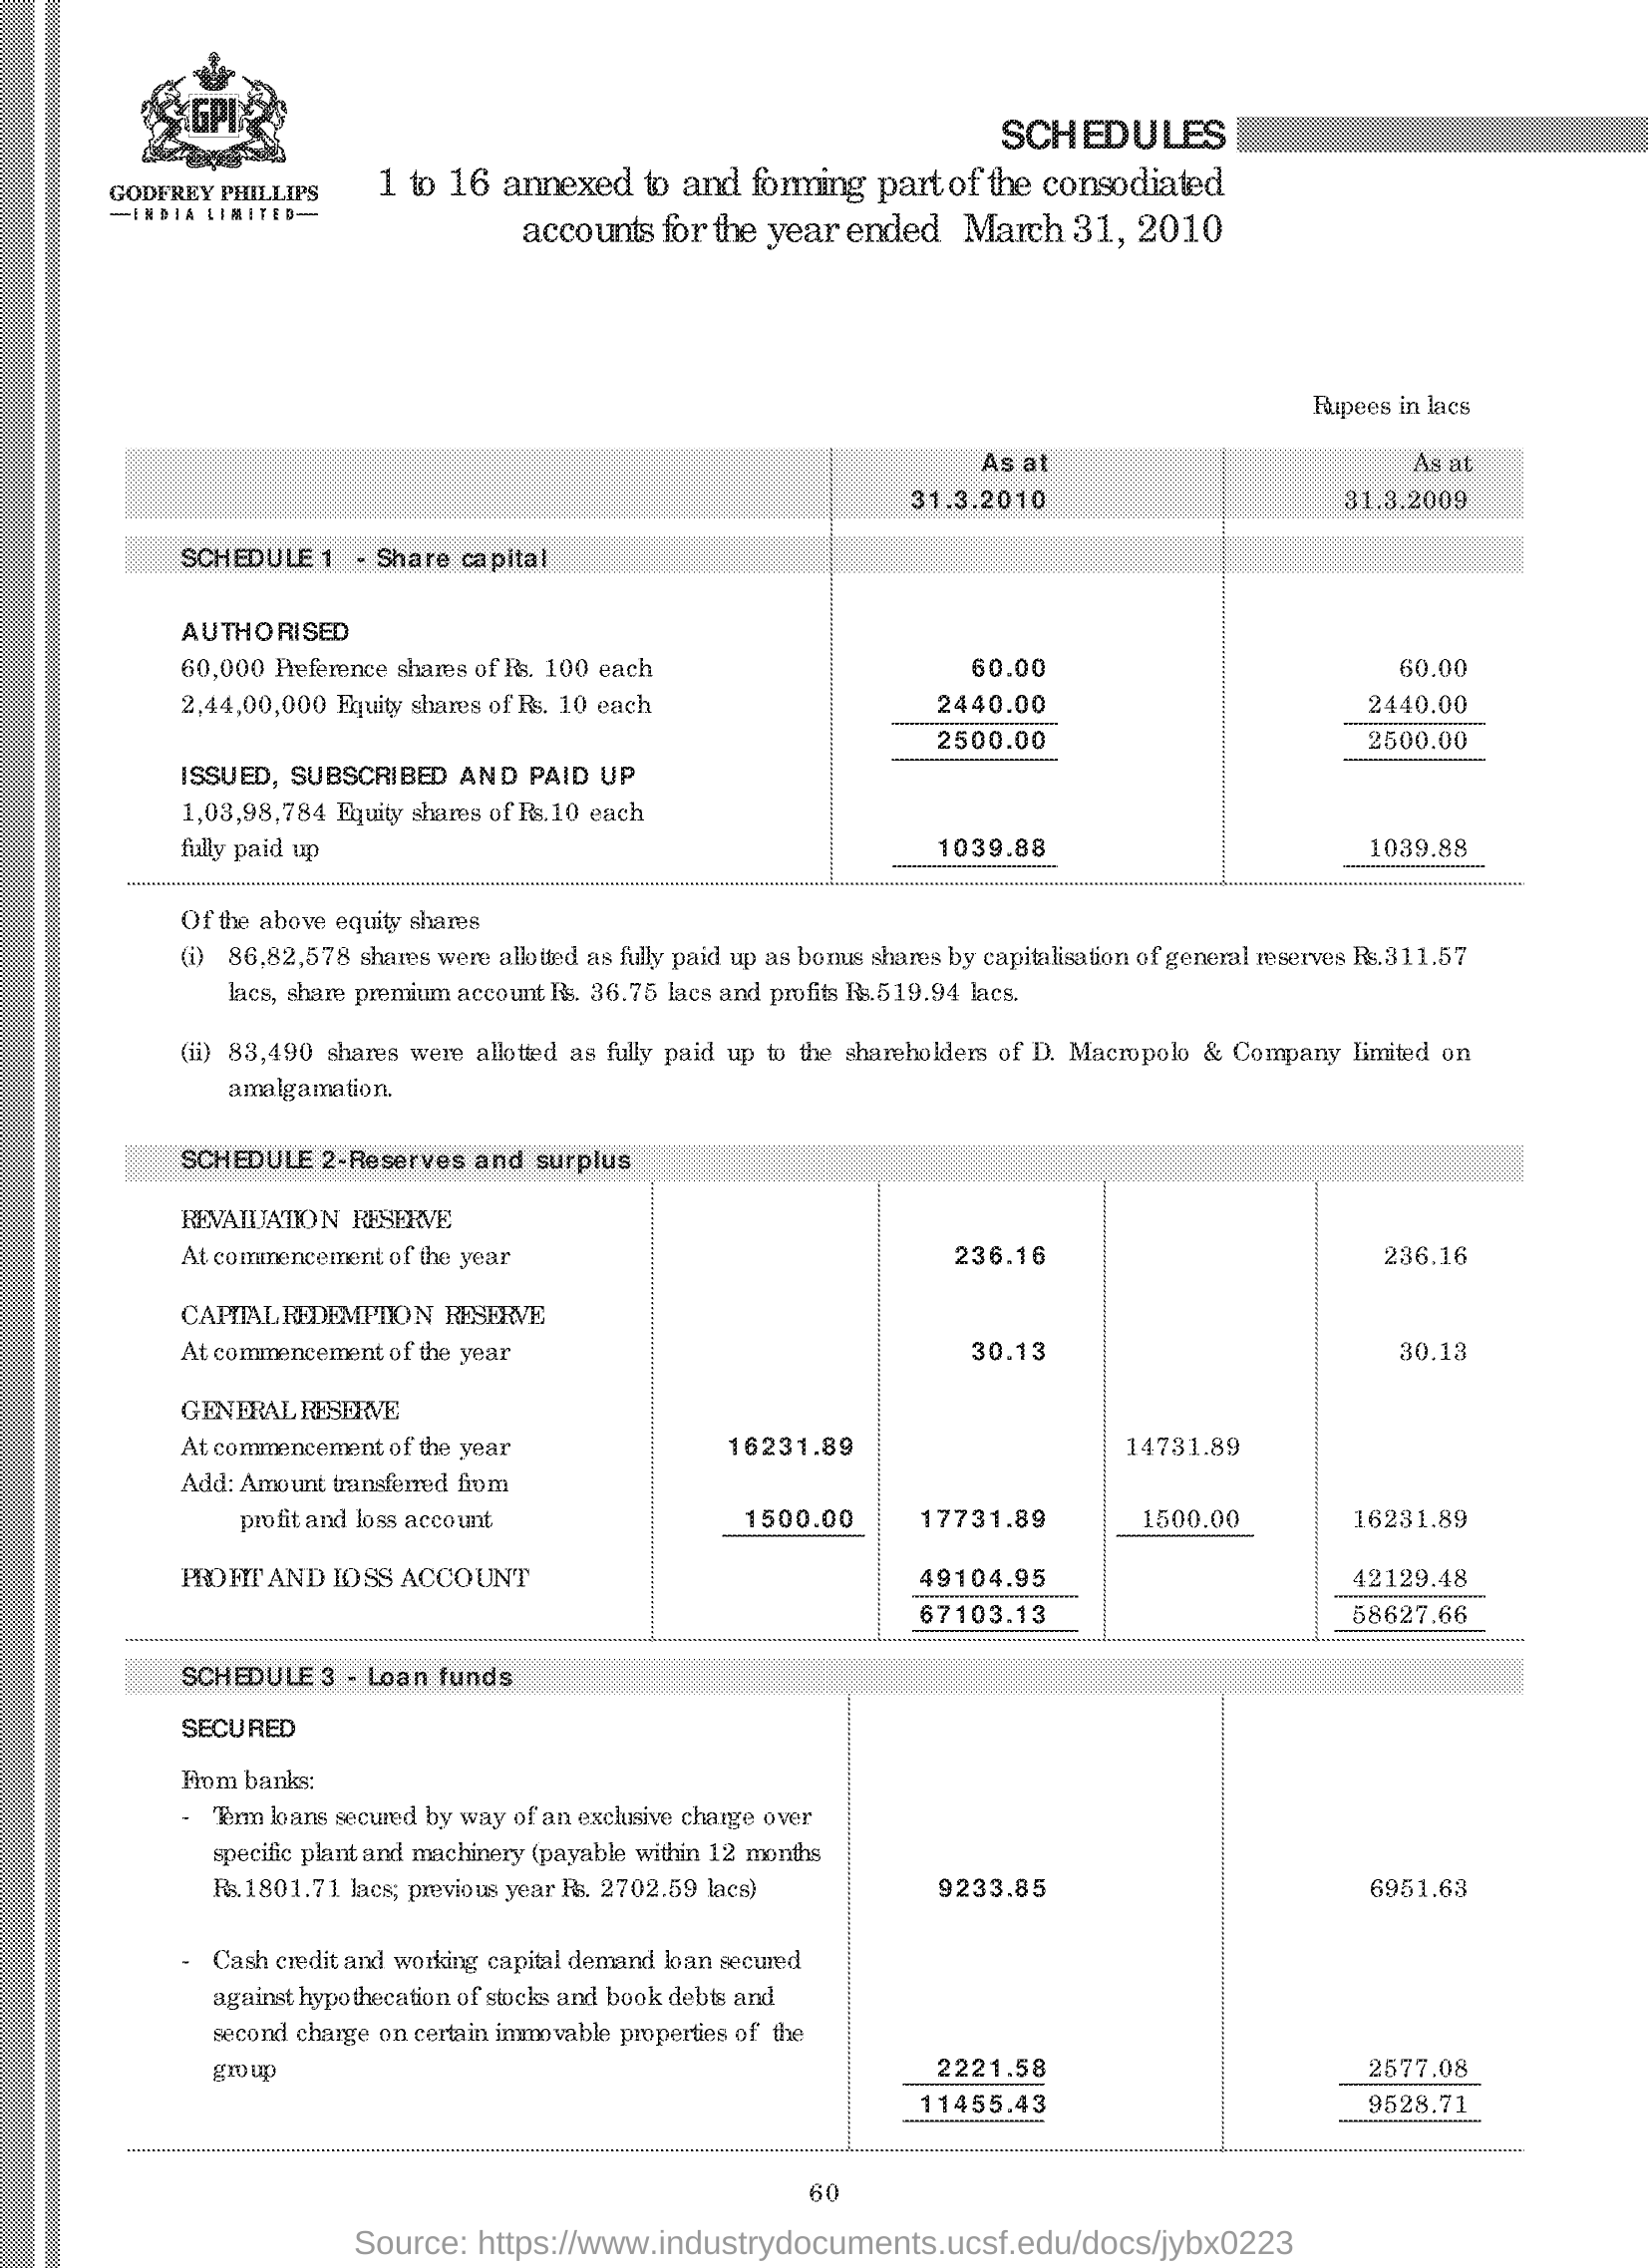 GPI
GODFREY PHILLIPS
INDIA LIMITED
SCHEDULES
1 to 16 annexed to and forming part of the consodiated
accounts for the year ended March 31, 2010
Rupees in lacs
As at As at
31.3.2010 31.3.2009
SCHEDULE 1 - Share capital
AUTHORISED
60,000 Preference shares of Rs. 100 each 60.00 60.00
2,44,00,000 Equity shares of Rs. 10 each 2440.00 2440.00
2500.00 2500.00
ISSUED, SUBSCRIBED AND PAID UP
1,03,98,784 Equity shares of Rs.10 each
fully paid up 1039.88 1039.88
Of the above equity shares
(i) 86,82,578 shares were allotted as fully paid up as bonus shares by capitalisation of general reserves Rs.311.57
lacs, share premium account Rs. 36.75 lacs and profits Rs.519.94 lacs.
(ii) 83,490 shares were allotted as fully paid up to the shareholders of D. Macropolo & Company Limited on
amalgamation.
SCHEDULE 2-Reserves and surplus
REVALUATION RESERVE
At commencement of the year 236.16 236.16
CAPITAL REDEMPTION RESERVE
At commencement of the year 30.13 30.13
GENERAL RESERVE
At commencement of the year 16231.89 14731.89
Add: Amount transferred from
profit and loss account 1500.00 17731.89 1500.00 16231.89
PROFIT AND LOSS ACCOUNT 49104.95 42129.48
67103.13 58627.66
SCHEDULE 3 - Loan funds
SECURED
From banks:
- Term loans secured by way of an exclusive charge over
specific plant and machinery (payable within 12 months
Rs.1801.71 lacs; previous year Rs. 2702.59 lacs) 9233.85 6951.63
- Cash credit and working capital demand loan secured
against hypothecation of stocks and book debts and
second charge on certain immovable properties of the
group 2221.58 2577.08
11455.43 9528.71
60
Source: https://www.industrydocuments.ucsf.edu/docs/jybx0223